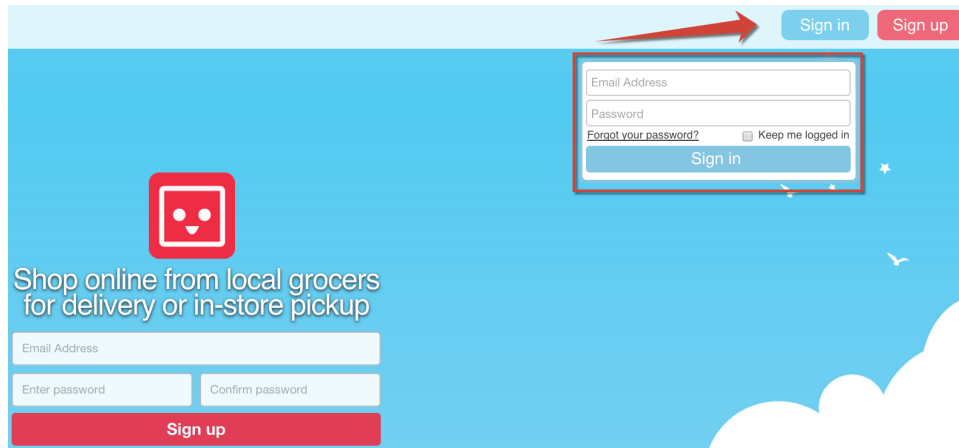 Sign in Sign up
Email Address
Password
Forgot your password? Keep me logged in
Sign in
Shop online from local grocers
for delivery or in-store pickup
Email Address
Enter password Confirm password
Sign up